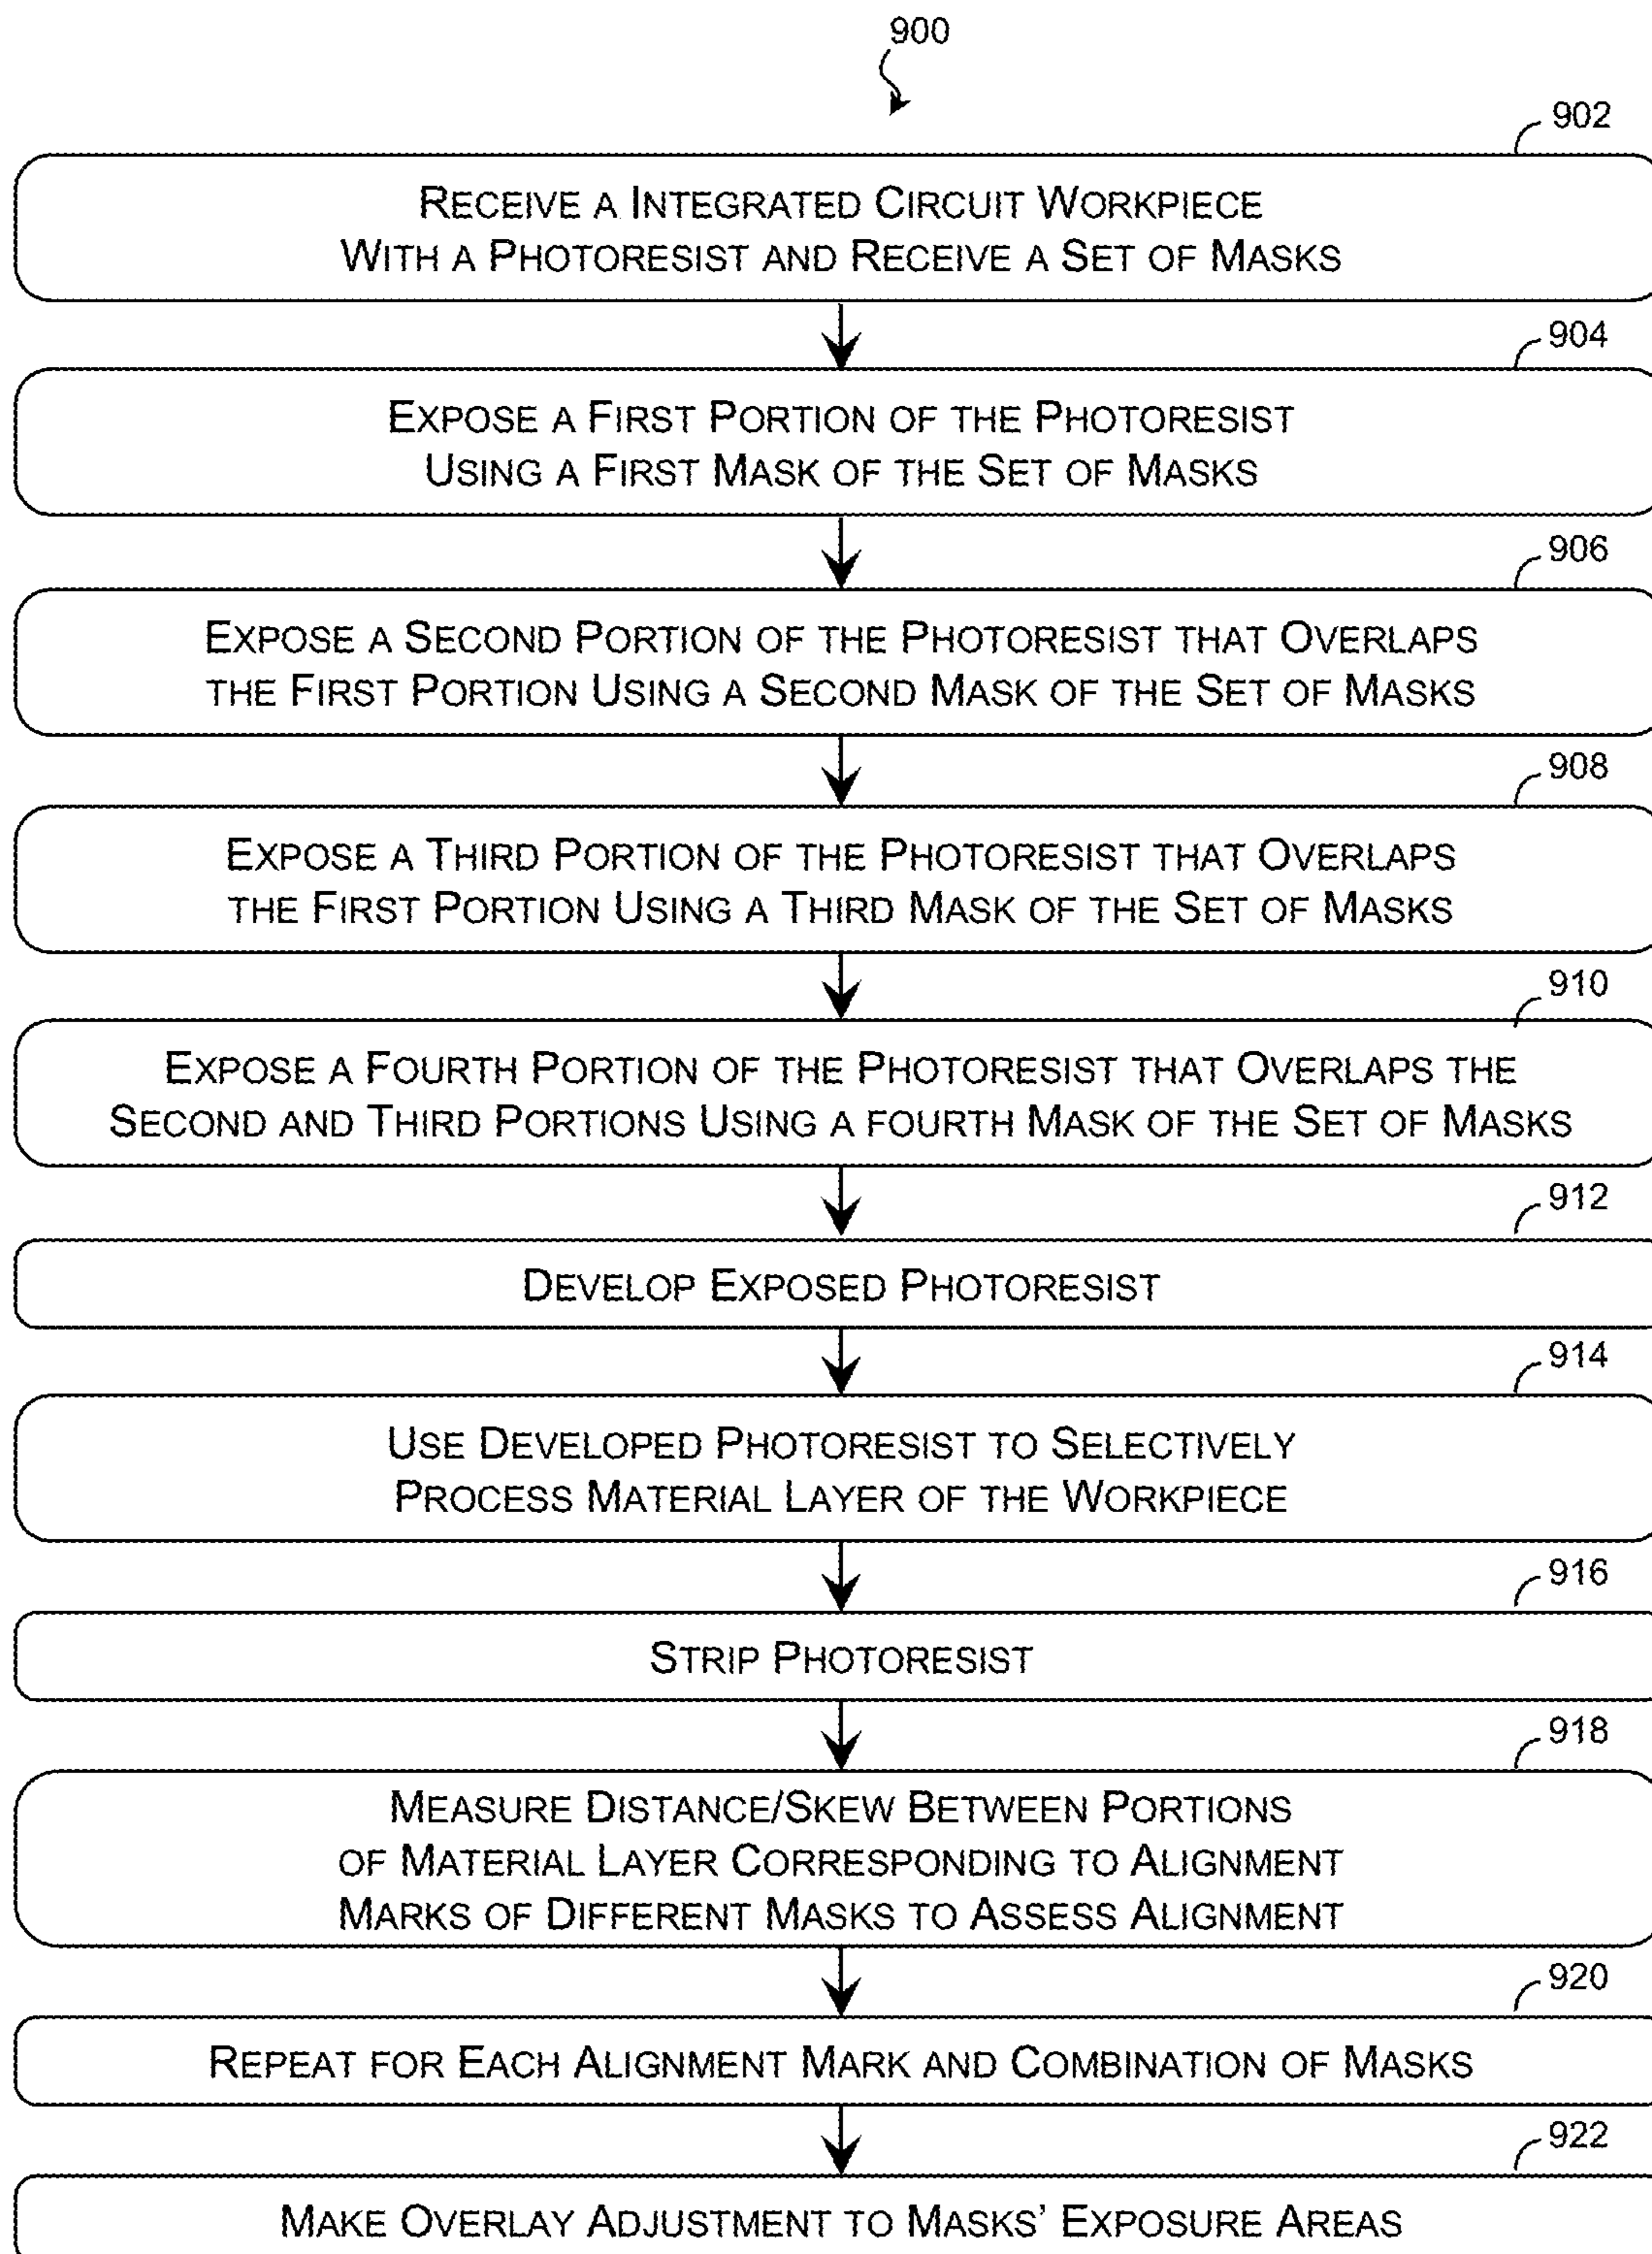 900
902
RECEIVE A INTEGRATED CIRCUIT WORKPIECE
WITH A PHOTORESIST AND RECEIVE A SET OF MASKS
904
EXPOSE A FIRST PORTION OF THE PHOTORESIST
USING A FIRST MASK OF THE SET OF MASKS
906
EXPOSE A SECOND PORTION OF THE PHOTORESIST THAT OVERLAPS
THE FIRST PORTION USING A SECOND MASK OF THE SET OF MASKS
908
EXPOSE A THIRD PORTION OF THE PHOTORESIST THAT OVERLAPS
THE FIRST PORTION USING A THIRD MASK OF THE SET OF MASKS
910
EXPOSE A FOURTH PORTION OF THE PHOTORESIST THAT OVERLAPS THE
SECOND AND THIRD PORTIONS USING A FOURTH MASK OF THE SET OF MASKS
912
DEVELOP EXPOSED PHOTORESIST
914
USE DEVELOPED PHOTORESIST TO SELECTIVELY
PROCESS MATERIAL LAYER OF THE WORKPIECE
916
STRIP PHOTORESIST
918
MEASURE DISTANCE/SKEW BETWEEN PORTIONS
OF MATERIAL LAYER CORRESPONDING TO ALIGNMENT
MARKS OF DIFFERENT MASKS TO ASSESS ALIGNMENT
920
REPEAT FOR EACH ALIGNMENT MARK AND COMBINATION OF MASKS
922
MAKE OVERLAY ADJUSTMENT TO MASKS' EXPOSURE AREAS